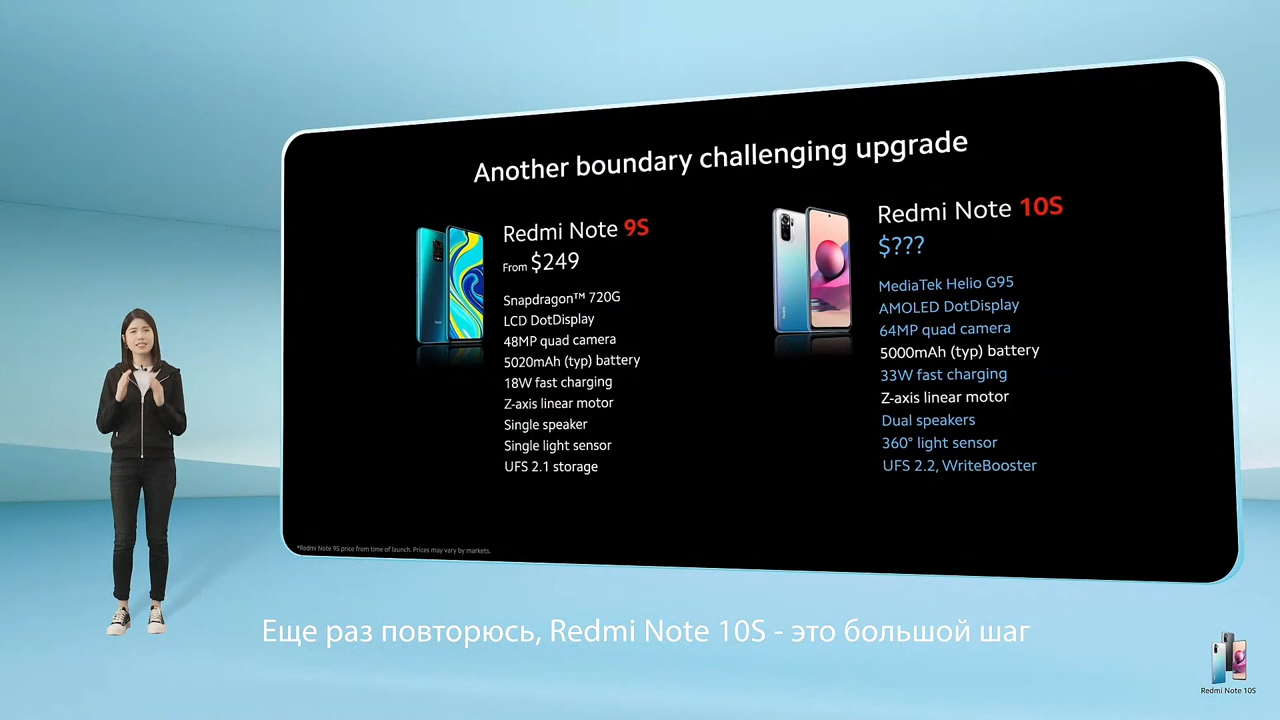 Another boundary challenging upgrade
Redmi Note 9S
From $249
Snapdragon™ 720G
LCD DotDisplay
48MP quad camera
5020mAh (typ) battery
18W fast charging
Z-axis linear motor
Single speaker
Single light sensor
UFS 2.1 storage
Redmi Note 10S
$???
MediaTek Helio G95
AMOLED DotDisplay
64MP quad camera
5000mAh (typ) battery
33W fast charging
Z-axis linear motor
Dual speakers
360° light sensor
UFS 2.2, WriteBooster
*Redmi Note 9S price from time of launch. Prices may vary by markets.
Еще раз повторюсь, Redmi Note 10S - это большой шаг
Redmi Note 10S